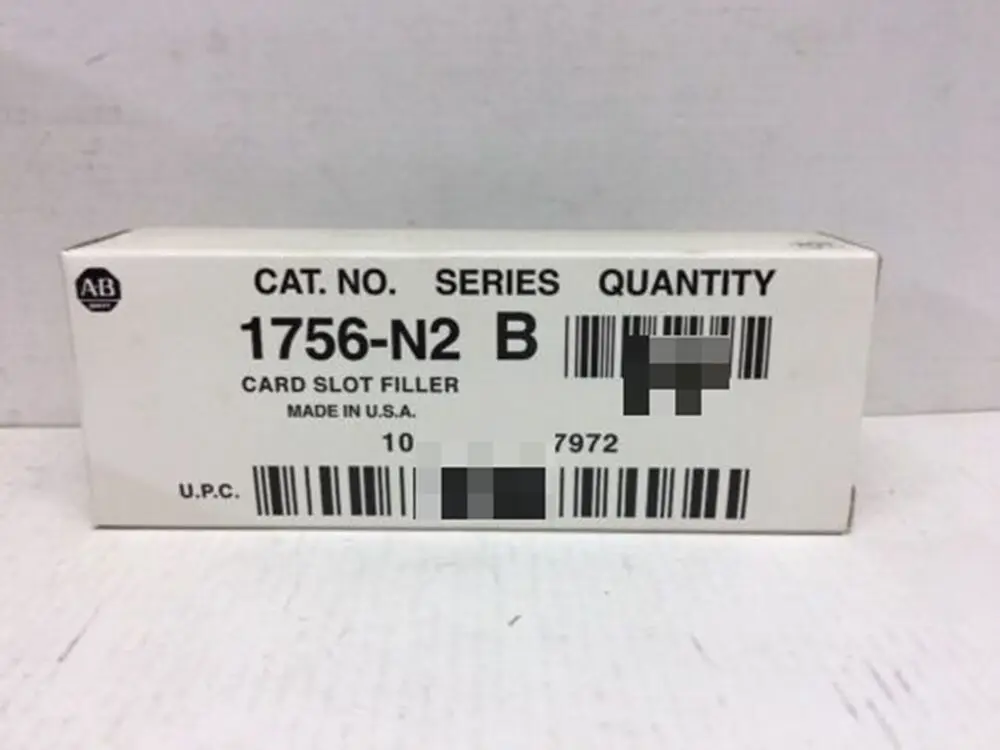 AB
CAT. NO. SERIES QUANTITY
1756-N2 B
CARD SLOT FILLER
MADE IN U.S.A.
10 7972
U.P.C.